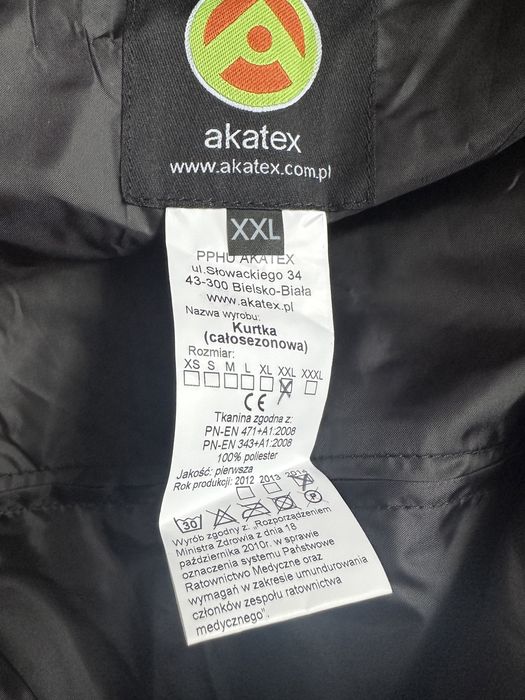 akatex
www.akatex.com.pl
XXL
PPHU AKATEX
ul.Słowackiego 34
43-300 Bielsko-Biała
www.akatex.pl
Nazwa wyrobu:
Kurtka
(całosezonowa)
Rozmiar:
XS S M L XL XXL XXXL
CE
Tkanina zgodna z:
PN-EN 471+A1:2008
PN-EN 343+A1:2008
100% poliester
Jakość: pierwsza
Rok produkcji: 2012 2013 2014
30 P
Wyrób zgodny z: „Rozporządzeniem
Ministra Zdrowia z dnia 18
października 2010r. w sprawie
oznaczenia systemu Państwowe
Ratownictwo Medyczne oraz
wymagań w zakresie umundurowania
członków zespołu ratownictwa
medycznego".